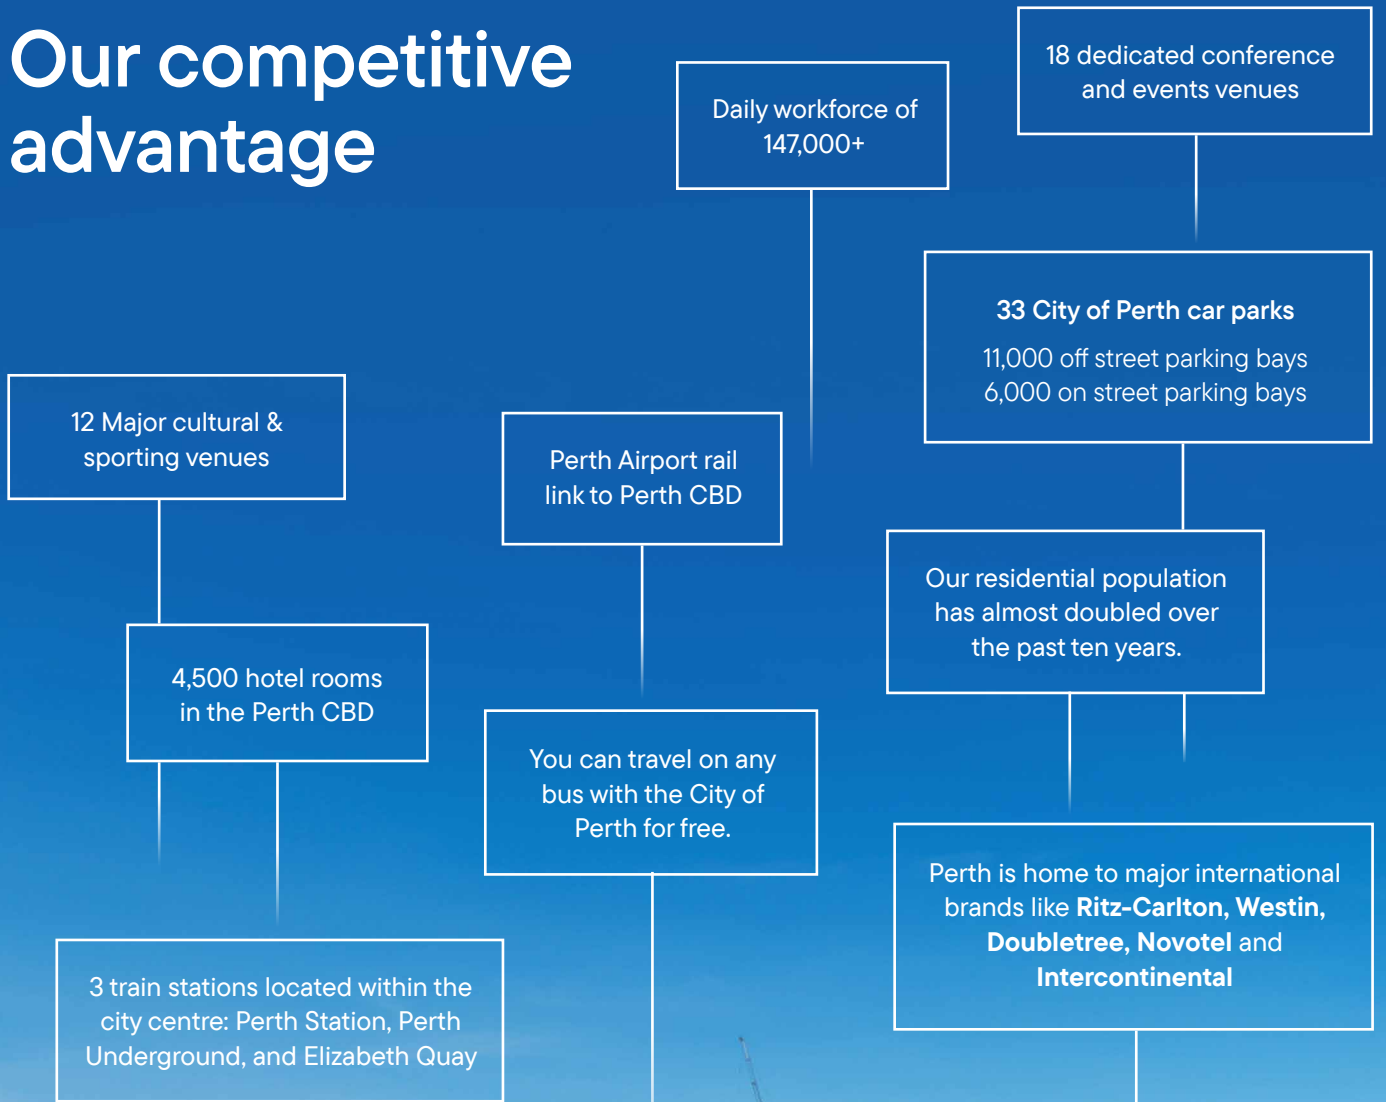 Our competitive
advantage
Daily workforce of
147,000+
18 dedicated conference
and events venues
33 City of Perth car parks
11,000 off street parking bays
6,000 on street parking bays
12 Major cultural &
sporting venues
Perth Airport rail
link to Perth CBD
Our residential population
has almost doubled over
the past ten years.
4,500 hotel rooms
in the Perth CBD
You can travel on any
bus with the City of
Perth for free.
Perth is home to major international
brands like Ritz-Carlton, Westin,
Doubletree, Novotel and
Intercontinental
3 train stations located within the
city centre: Perth Station, Perth
Underground, and Elizabeth Quay